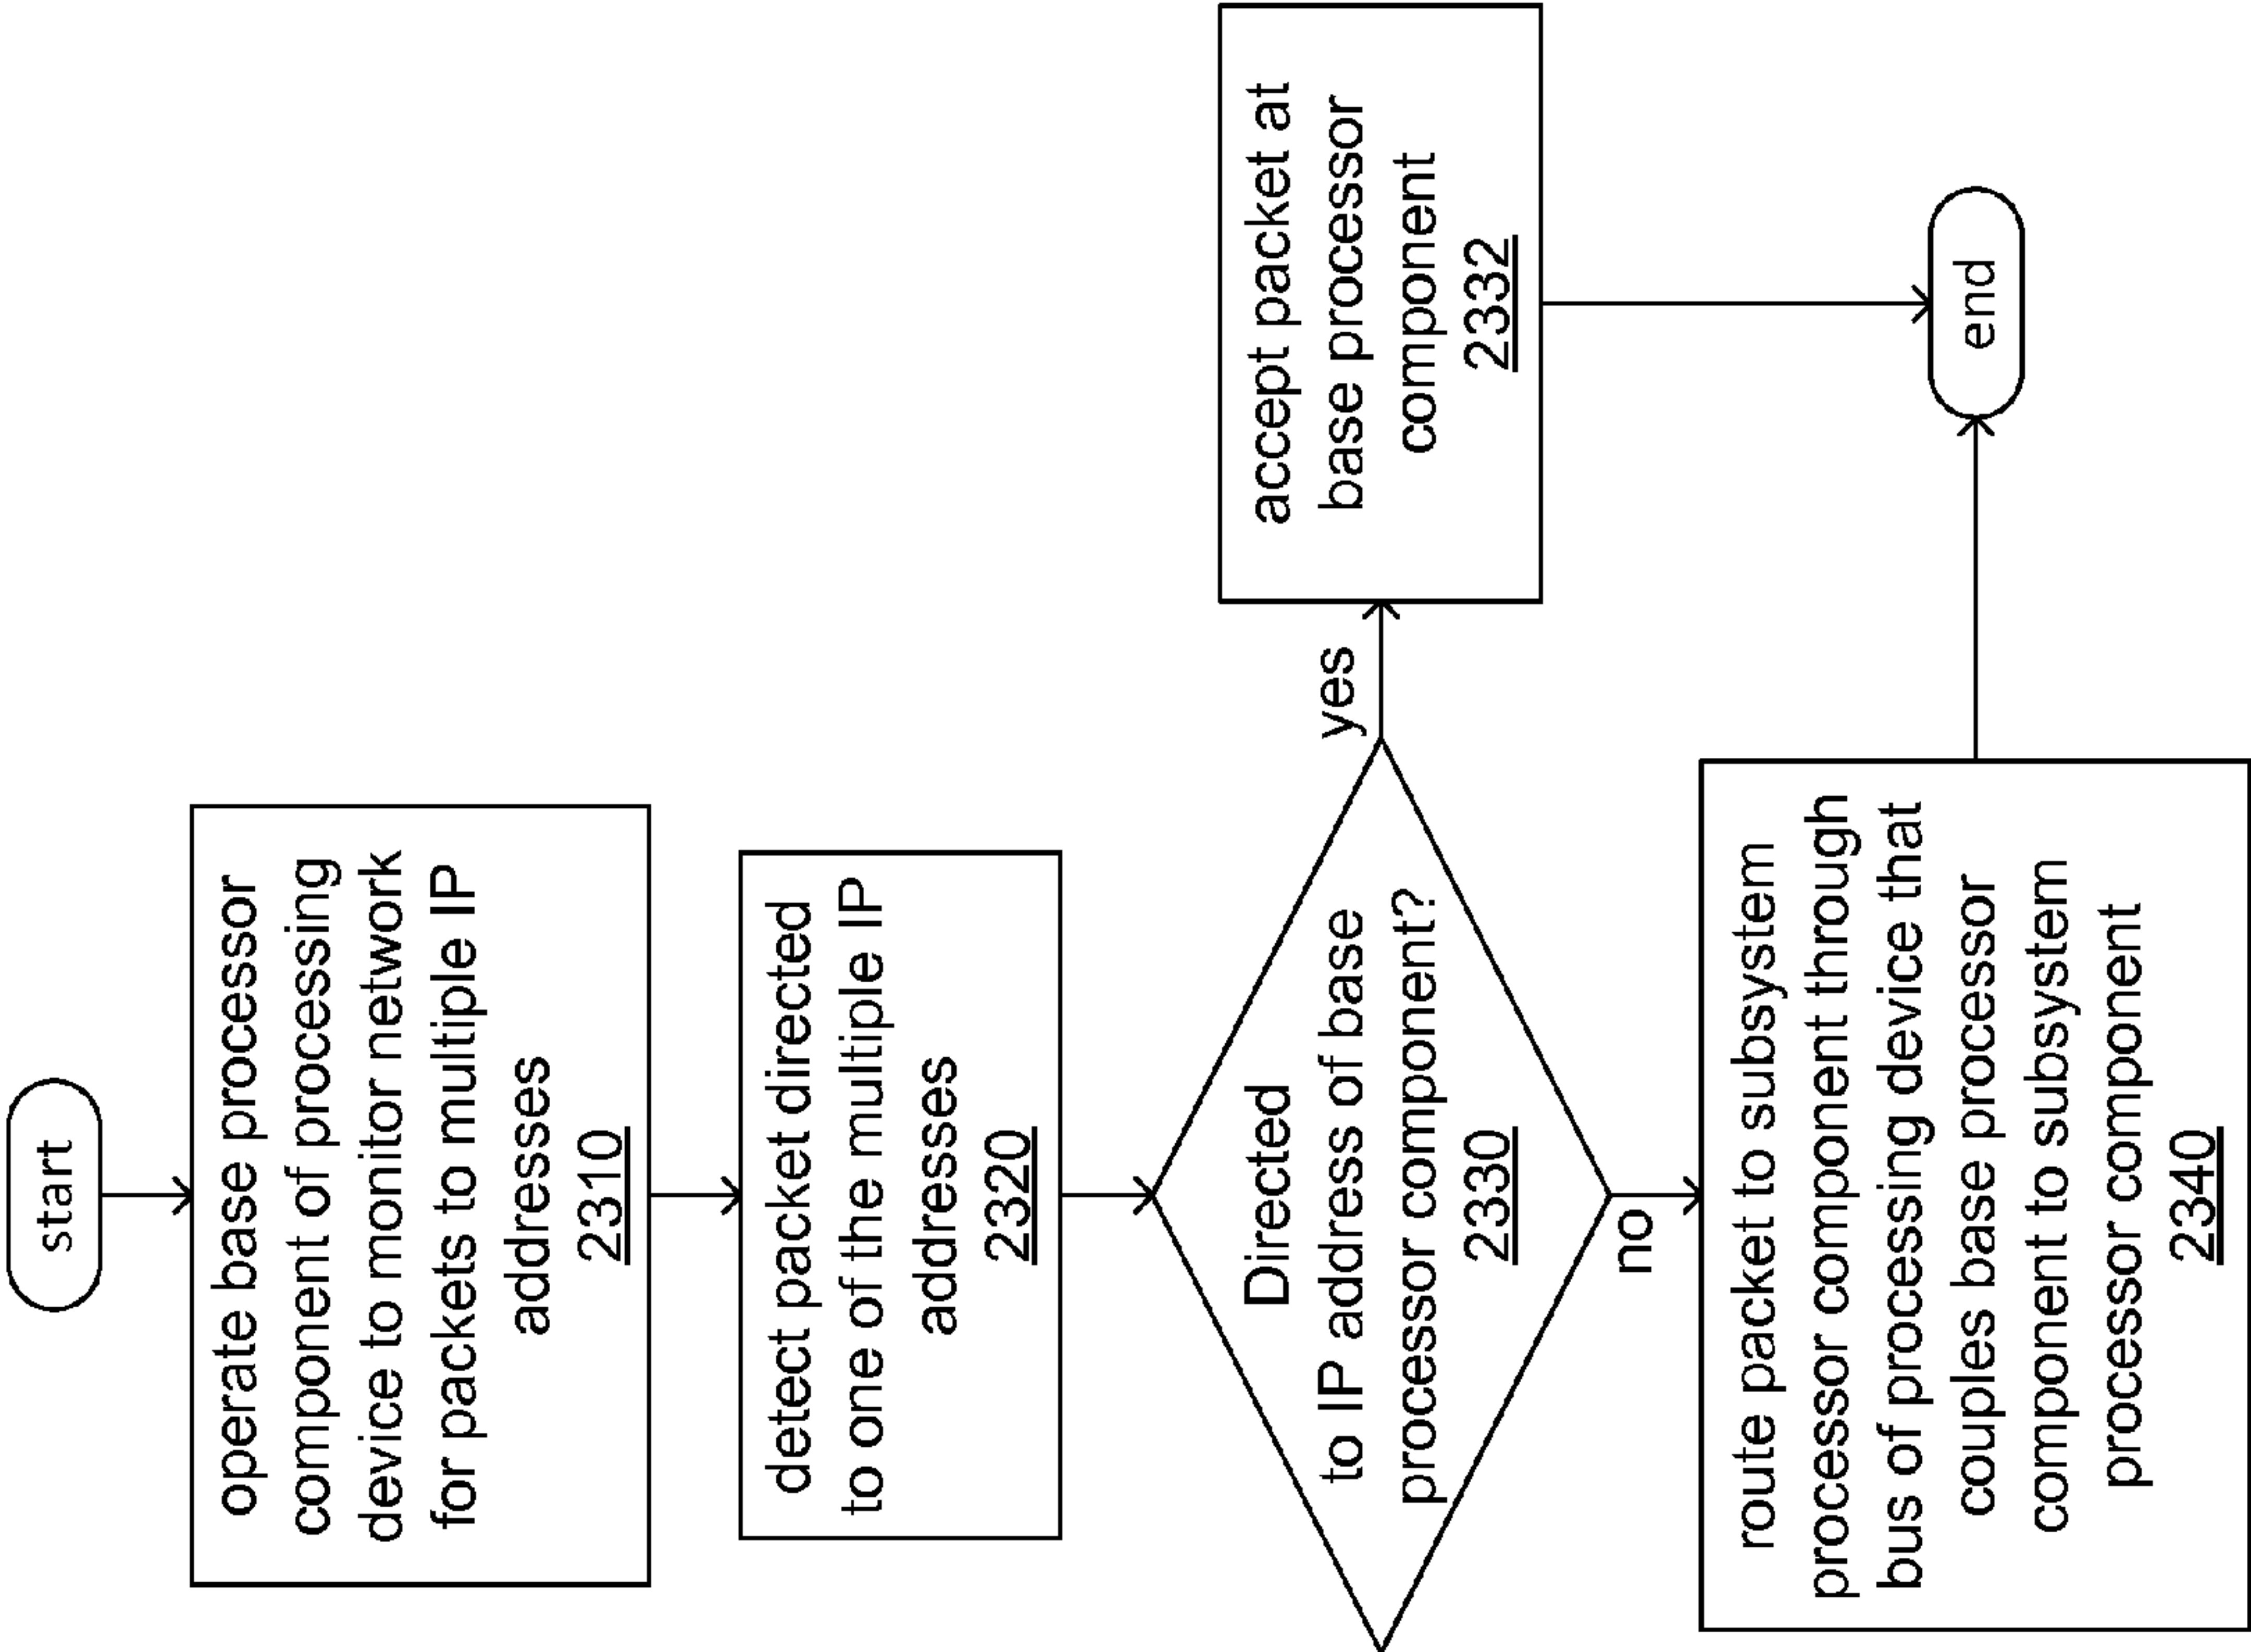 start
operate base processor
component of processing
device to monitor network
for packets to multiple IP
addresses
2310
detect packet directed
to one of the multiple IP
addresses
2320
Directed
to IP address of base
processor component?
2330
yes
accept packet at
base processor
component
2332
no
route packet to subsystem
processor component through
bus of processing device that
couples base processor
component to subsystem
processor component
2340
end